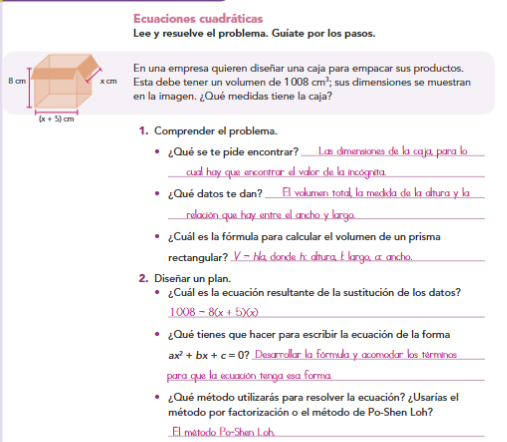 Ecuaciones cuadráticas
Lee y resuelve el problema. Guíate por los pasos.
8 cm
x cm
(x + 5) cm
En una empresa quieren diseñar una caja para empacar sus productos.
Esta debe tener un volumen de 1 008 cm³; sus dimensiones se muestran
en la imagen. ¿Qué medidas tiene la caja?
1. Comprender el problema.
• ¿Qué se te pide encontrar? Las dimensiones de la caja, para lo
cual hay que encontrar el valor de la incógnita.
• ¿Qué datos te dan? El volumen total, la medida de la altura y la
relación que hay entre el ancho y largo.
• ¿Cuál es la fórmula para calcular el volumen de un prisma
rectangular? V = hla, donde h: altura, l: largo, a: ancho.
2. Diseñar un plan.
• ¿Cuál es la ecuación resultante de la sustitución de los datos?
1 008 = 8(x + 5)(x)
• ¿Qué tienes que hacer para escribir la ecuación de la forma
ax² + bx + c = 0? Desarrollar la fórmula y acomodar los términos
para que la ecuación tenga esa forma.
• ¿Qué método utilizarás para resolver la ecuación? ¿Usarías el
método por factorización o el método de Po-Shen Loh?
El método Po-Shen Loh.